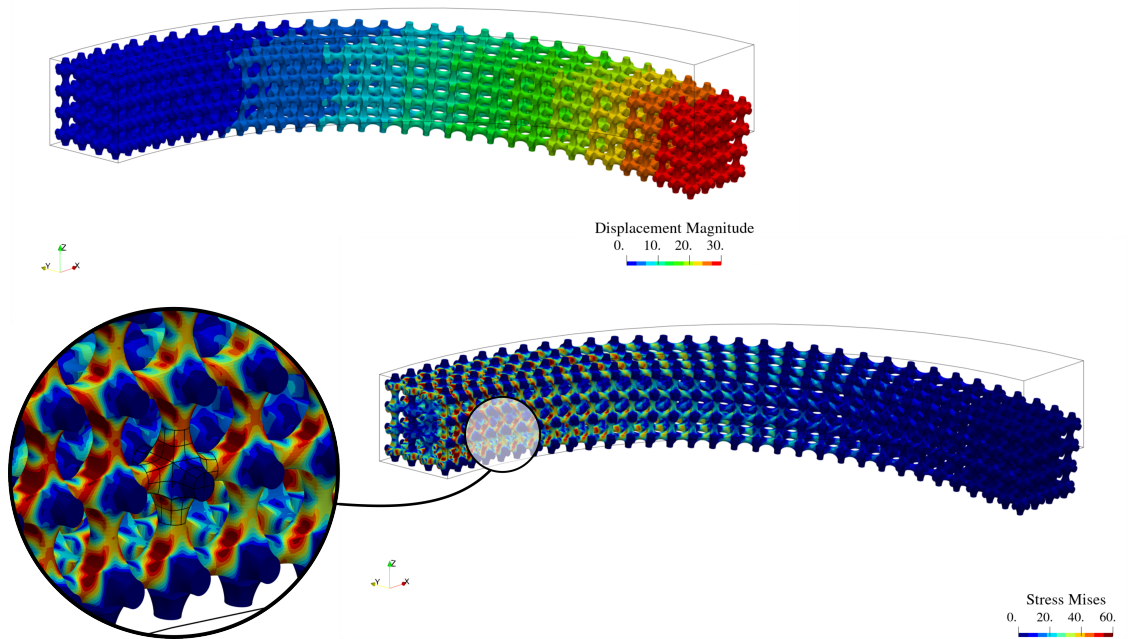 Displacement Magnitude
0. 10. 20. 30.
Z
Y X
Z
Y X
Stress Mises
0. 20. 40. 60.